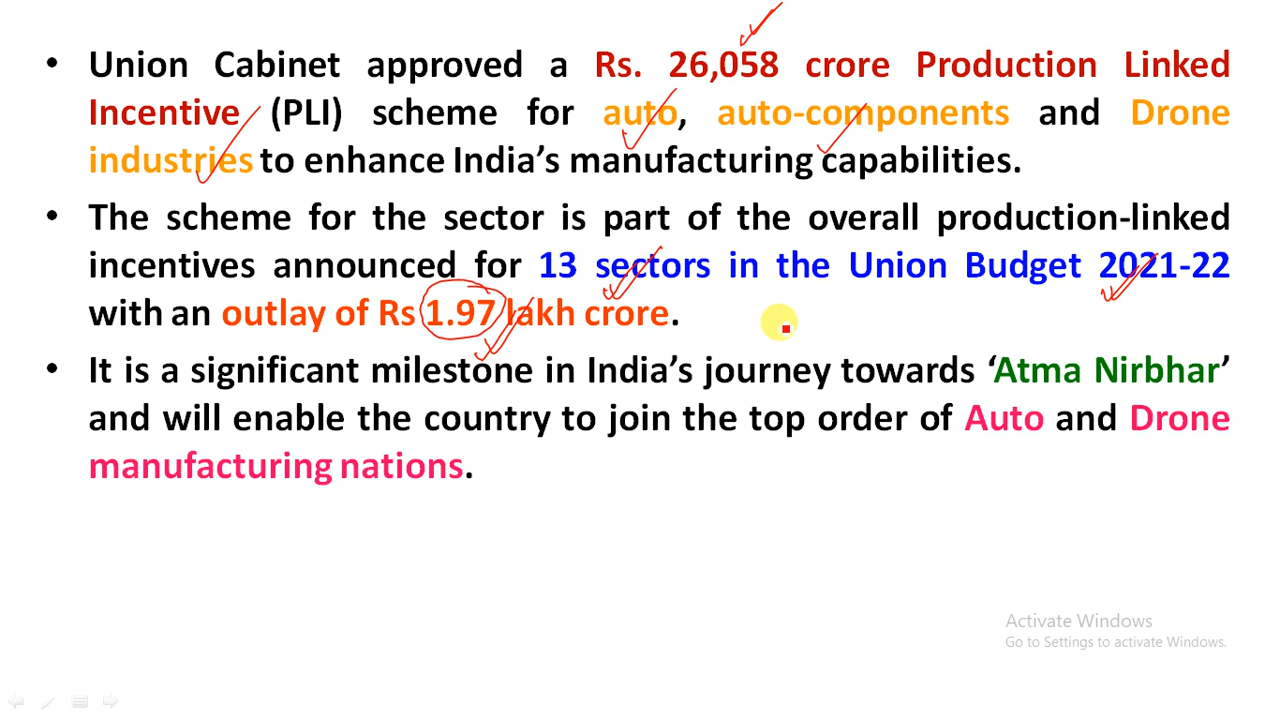 • Union Cabinet approved a Rs. 26,058 crore Production Linked
Incentive (PLI) scheme for auto, auto-components and Drone
industries to enhance India’s manufacturing capabilities.
• The scheme for the sector is part of the overall production-linked
incentives announced for 13 sectors in the Union Budget 2021-22
with an outlay of Rs 1.97 lakh crore.
• It is a significant milestone in India’s journey towards ‘Atma Nirbhar’
and will enable the country to join the top order of Auto and Drone
manufacturing nations.
Activate Windows
Go to Settings to activate Windows.